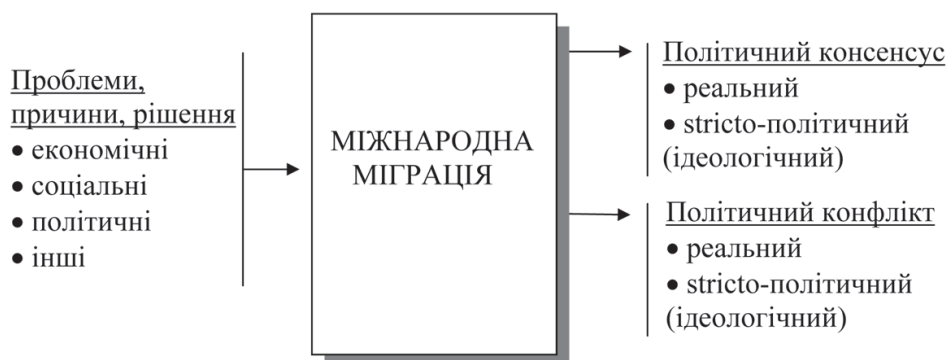 Проблеми,
причини, рішення
• економічні
• соціальні
• політичні
• інші
МІЖНАРОДНА
МІГРАЦІЯ
Політичний консенсус
• реальний
• stricto-політичний
(ідеологічний)
Політичний конфлікт
• реальний
• stricto-політичний
(ідеологічний)